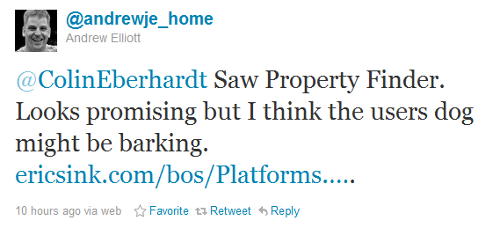 @andrewje_home
Andrew Elliott
@ColinEberhardt Saw Property Finder.
Looks promising but I think the users dog
might be barking.
ericsink.com/bos/Platforms.....
10 hours ago via web Favorite Retweet Reply